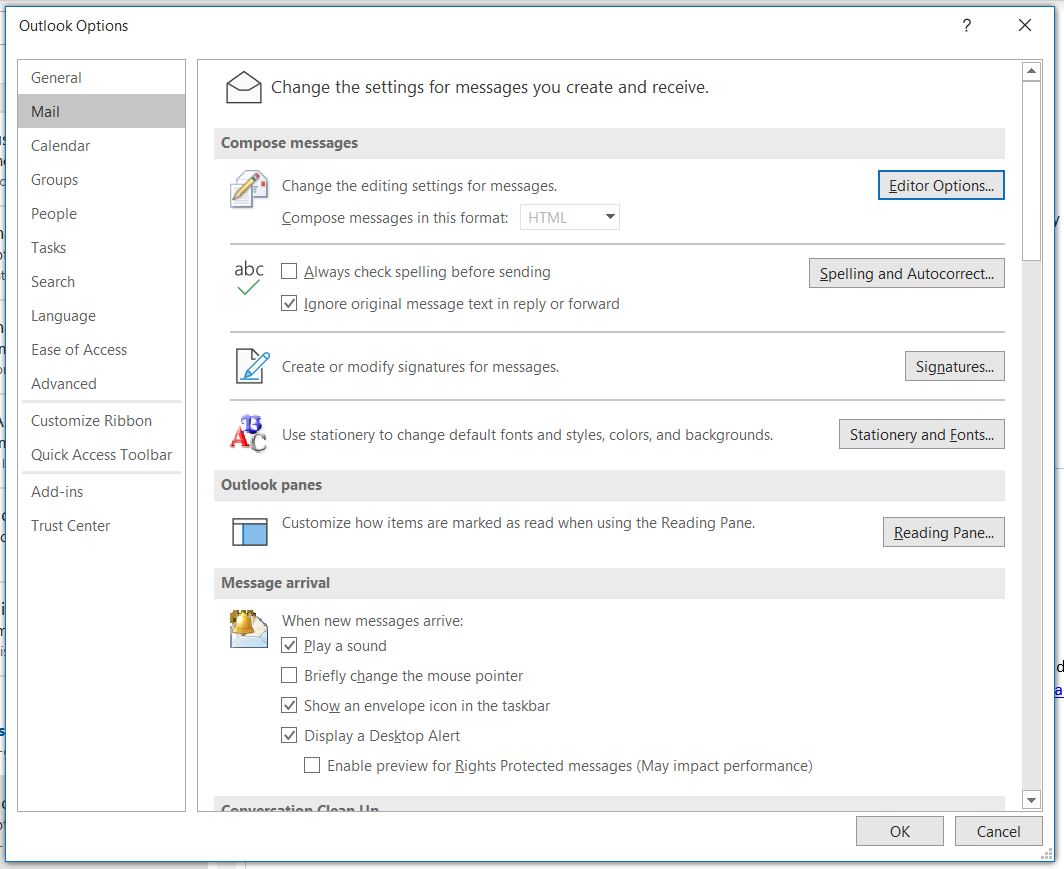 Outlook Options
?
General
Mail
Calendar
Groups
People
Tasks
Search
Language
Ease of Access
Advanced
Customize Ribbon
Quick Access Toolbar
Add-ins
Trust Center
Change the settings for messages you create and receive.
Compose messages
Change the editing settings for messages.
Editor Options...
Compose messages in this format: HTML
abc
Always check spelling before sending
Spelling and Autocorrect...
Ignore original message text in reply or forward
Create or modify signatures for messages.
Signatures...
ABC
Use stationery to change default fonts and styles, colors, and backgrounds.
Stationery and Fonts...
Outlook panes
Customize how items are marked as read when using the Reading Pane.
Reading Pane...
Message arrival
When new messages arrive:
Play a sound
Briefly change the mouse pointer
Show an envelope icon in the taskbar
Display a Desktop Alert
Enable preview for Rights Protected messages (May impact performance)
Conversation Clean Up
OK
Cancel